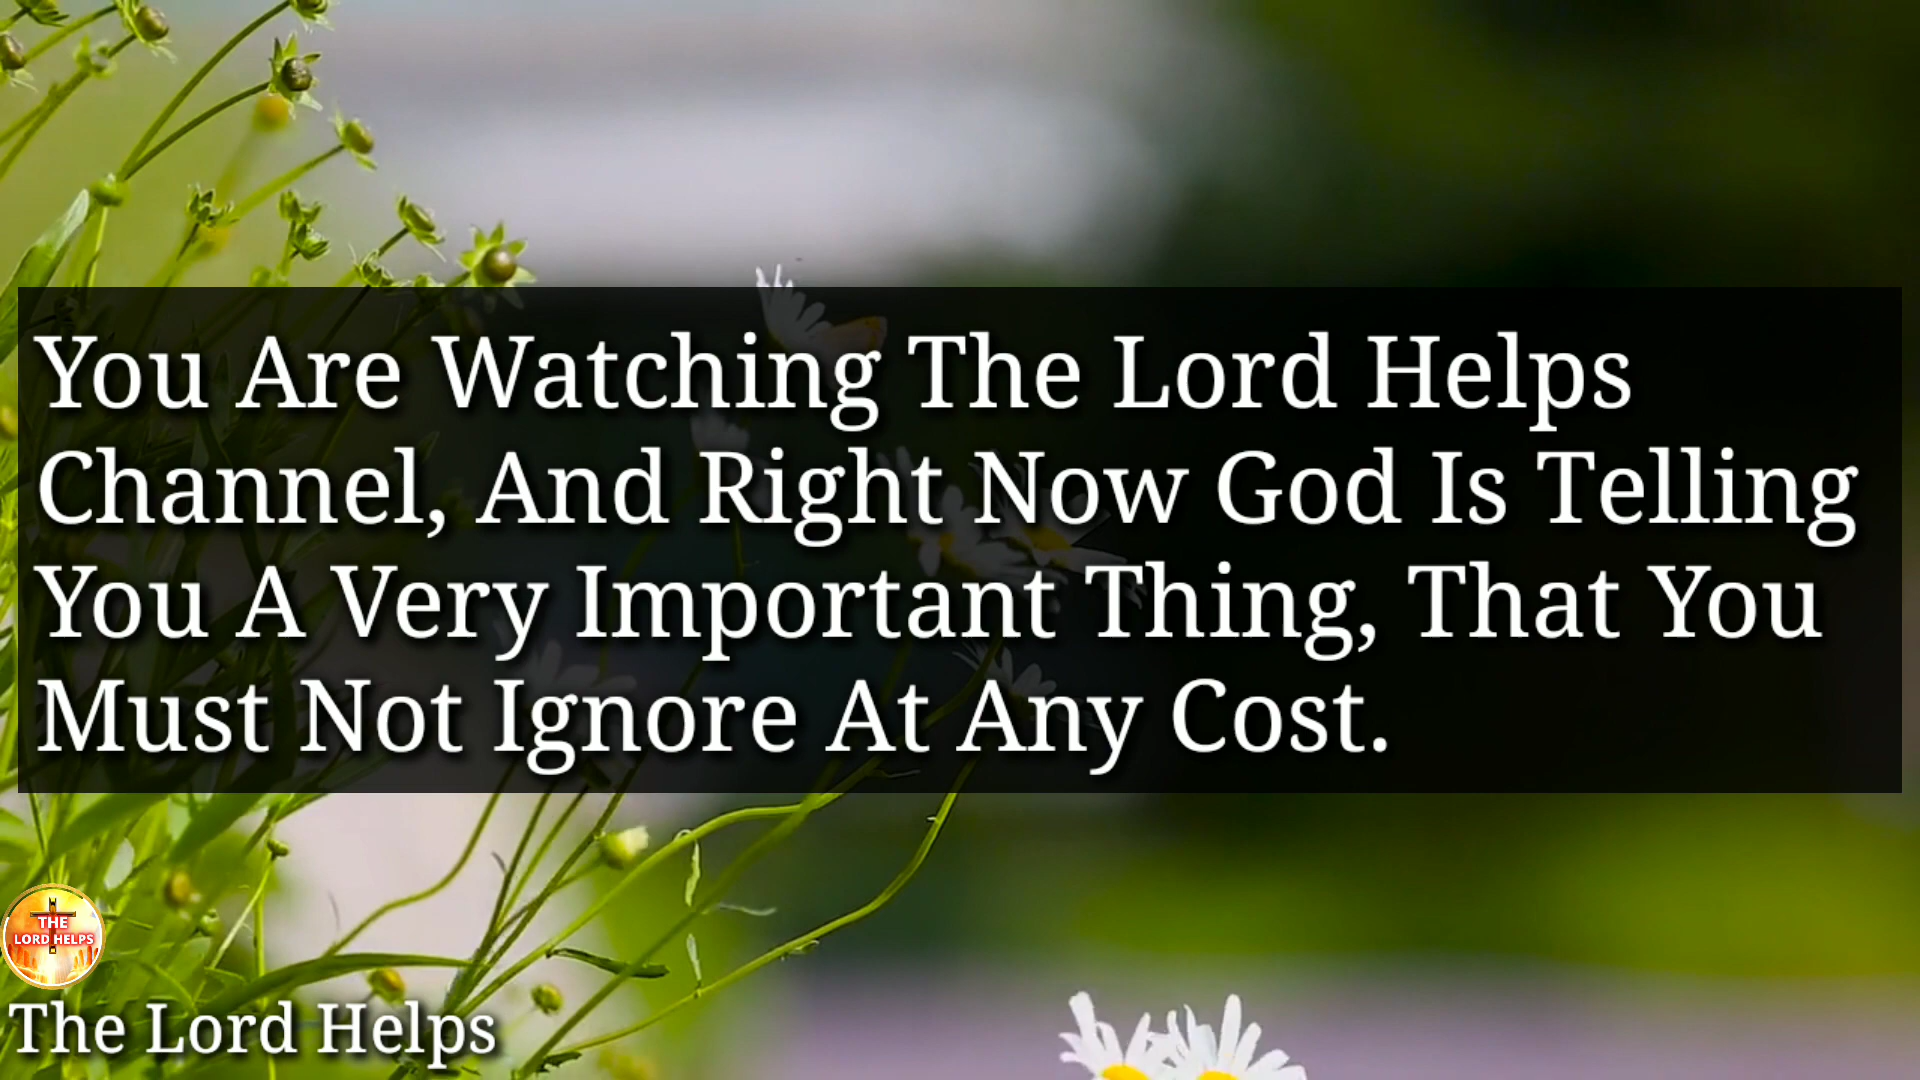 You Are Watching The Lord Helps
Channel, And Right Now God Is Telling
You A Very Important Thing, That You
Must Not Ignore At Any Cost.
THE
LORD HELPS
The Lord Helps